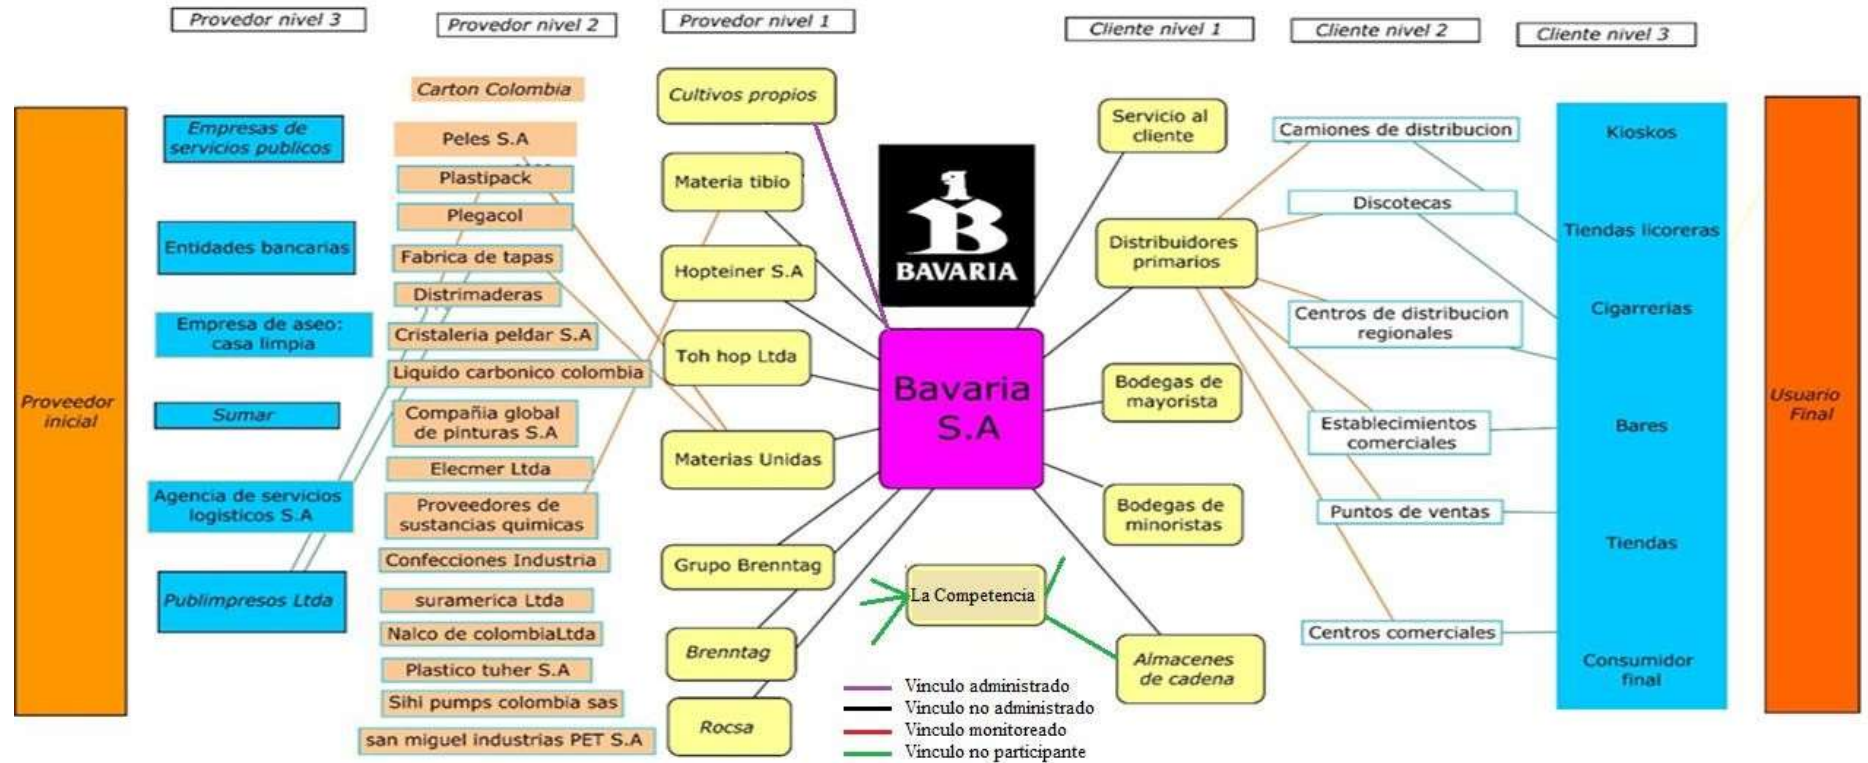 Provedor nivel 3
Provedor nivel 2
Provedor nivel 1
Cliente nivel 1
Cliente nivel 2
Cliente nivel 3
Proveedor
inicial
Empresas de
servicios publicos
Entidades bancarias
Empresa de aseo:
casa limpia
Sumar
Agencia de servicios
logisticos S.A
Publimpresos Ltda
Carton Colombia
Peles S.A
Plastipack
Plegacol
Fabrica de tapas
Distrimaderas
Cristaleria peldar S.A
Liquido carbonico colombia
Compañia global
de pinturas S.A
Elecmer Ltda
Proveedores de
sustancias quimicas
Confecciones Industria
suramerica Ltda
Nalco de colombiaLtda
Plastico tuher S.A
Sihi pumps colombia sas
san miguel industrias PET S.A
Cultivos propios
Materia tibio
Hopteiner S.A
Toh hop Ltda
Materias Unidas
Grupo Brenntag
Brenntag
Rocsa
B
BAVARIA
Bavaria
S.A
La Competencia
Vinculo administrado
Vinculo no administrado
Vinculo monitoreado
Vinculo no participante
Servicio al
cliente
Distribuidores
primarios
Bodegas de
mayorista
Bodegas de
minoristas
Almacenes
de cadena
Camiones de distribucion
Discotecas
Centros de distribucion
regionales
Establecimientos
comerciales
Puntos de ventas
Centros comerciales
Kioskos
Tiendas licoreras
Cigarrerias
Bares
Tiendas
Consumidor
final
Usuario
Final